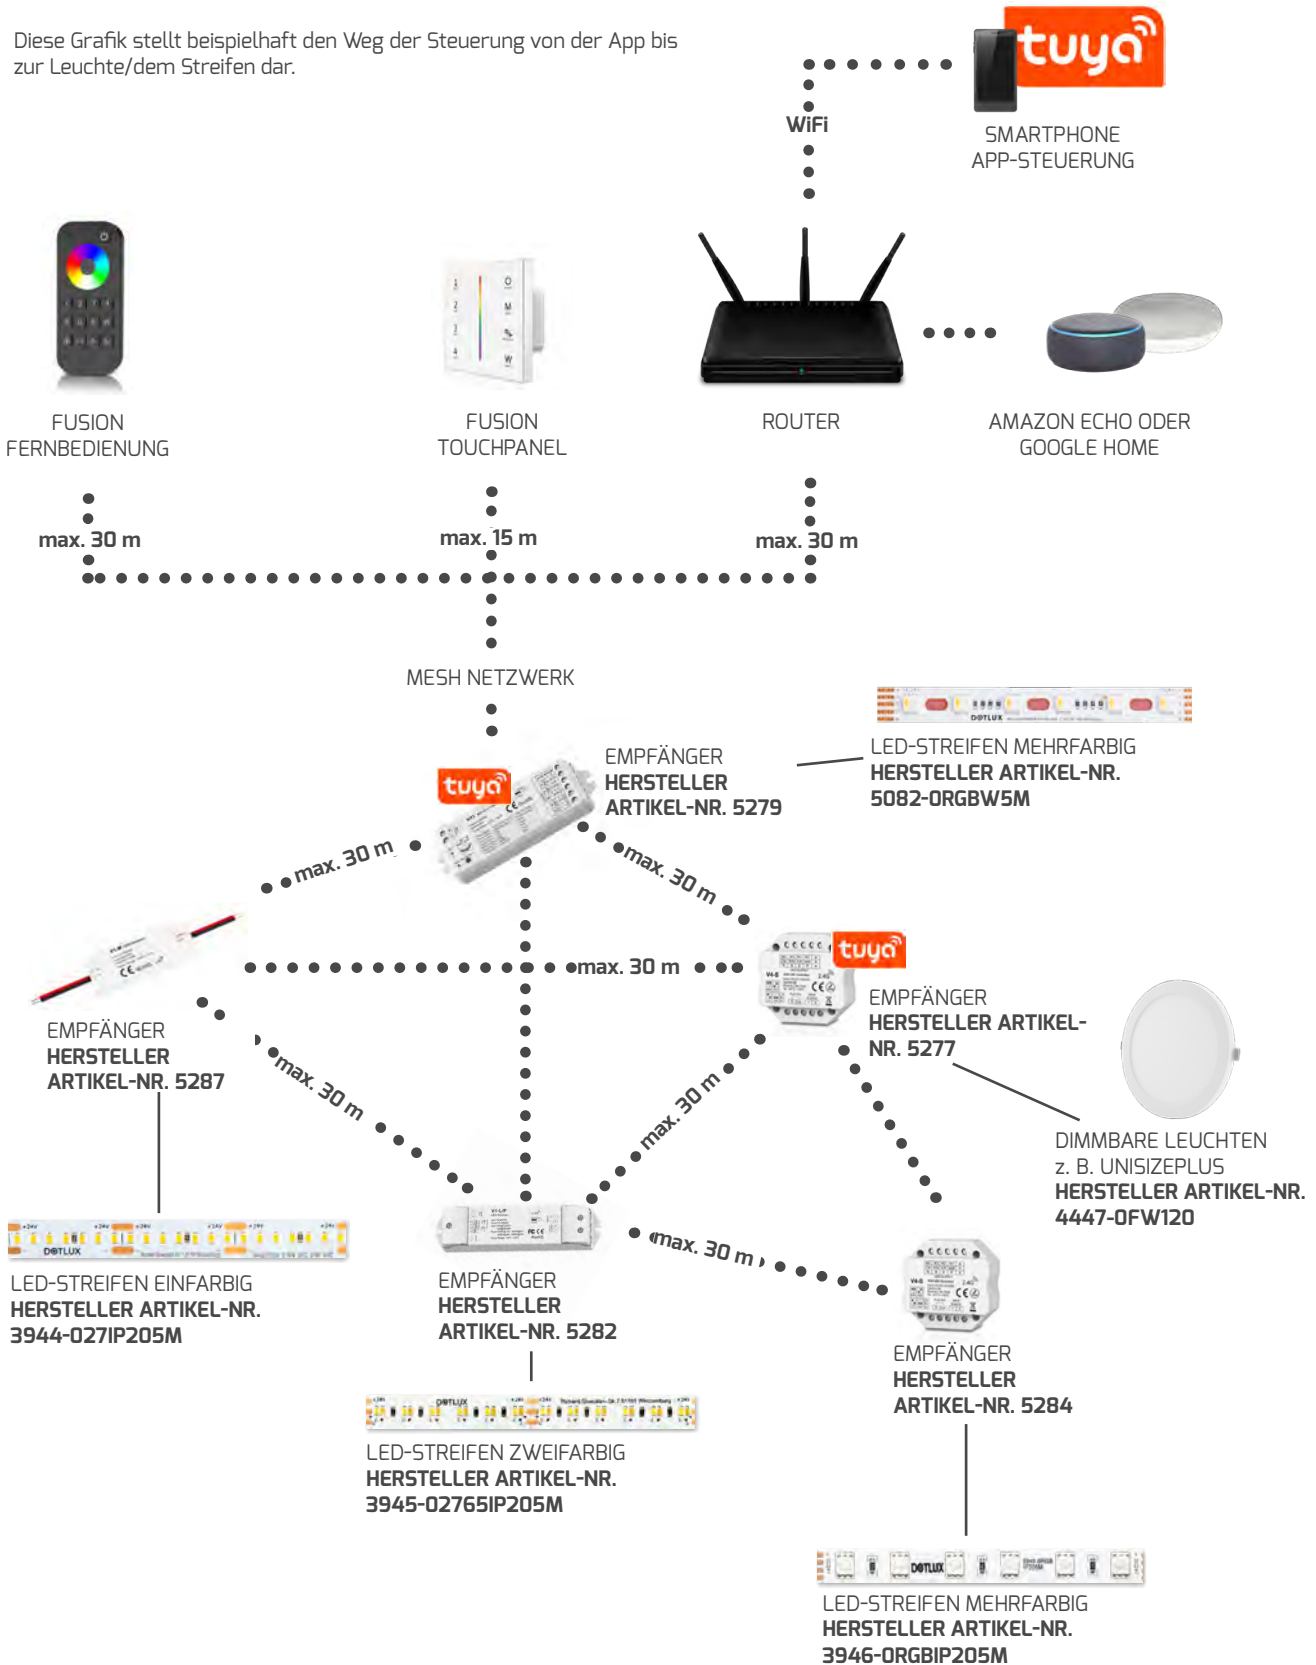 Diese Grafik stellt beispielhaft den Weg der Steuerung von der App bis
zur Leuchte/dem Streifen dar.
tuya
WiFi
SMARTPHONE
APP-STEUERUNG
FUSION
FERNBEDIENUNG
FUSION
TOUCHPANEL
ROUTER
AMAZON ECHO ODER
GOOGLE HOME
max. 30 m
max. 15 m
max. 30 m
MESH NETZWERK
DOTLUX
tuya
EMPFÄNGER
HERSTELLER
ARTIKEL-NR. 5279
LED-STREIFEN MEHRFARBIG
HERSTELLER ARTIKEL-NR.
5082-0RGBW5M
max. 30 m
max. 30 m
max. 30 m
tuya
V4-S
EMPFÄNGER
HERSTELLER ARTIKEL-
NR. 5277
EMPFÄNGER
HERSTELLER
ARTIKEL-NR. 5287
max. 30 m
max. 30 m
DIMMBARE LEUCHTEN
z. B. UNISIZEPLUS
HERSTELLER ARTIKEL-NR.
4447-0FW120
DOTLUX
LED-STREIFEN EINFARBIG
HERSTELLER ARTIKEL-NR.
3944-027IP205M
max. 30 m
EMPFÄNGER
HERSTELLER
ARTIKEL-NR. 5282
V4-S
EMPFÄNGER
HERSTELLER
ARTIKEL-NR. 5284
DOTLUX
LED-STREIFEN ZWEIFARBIG
HERSTELLER ARTIKEL-NR.
3945-02765IP205M
DOTLUX
LED-STREIFEN MEHRFARBIG
HERSTELLER ARTIKEL-NR.
3946-0RGBIP205M